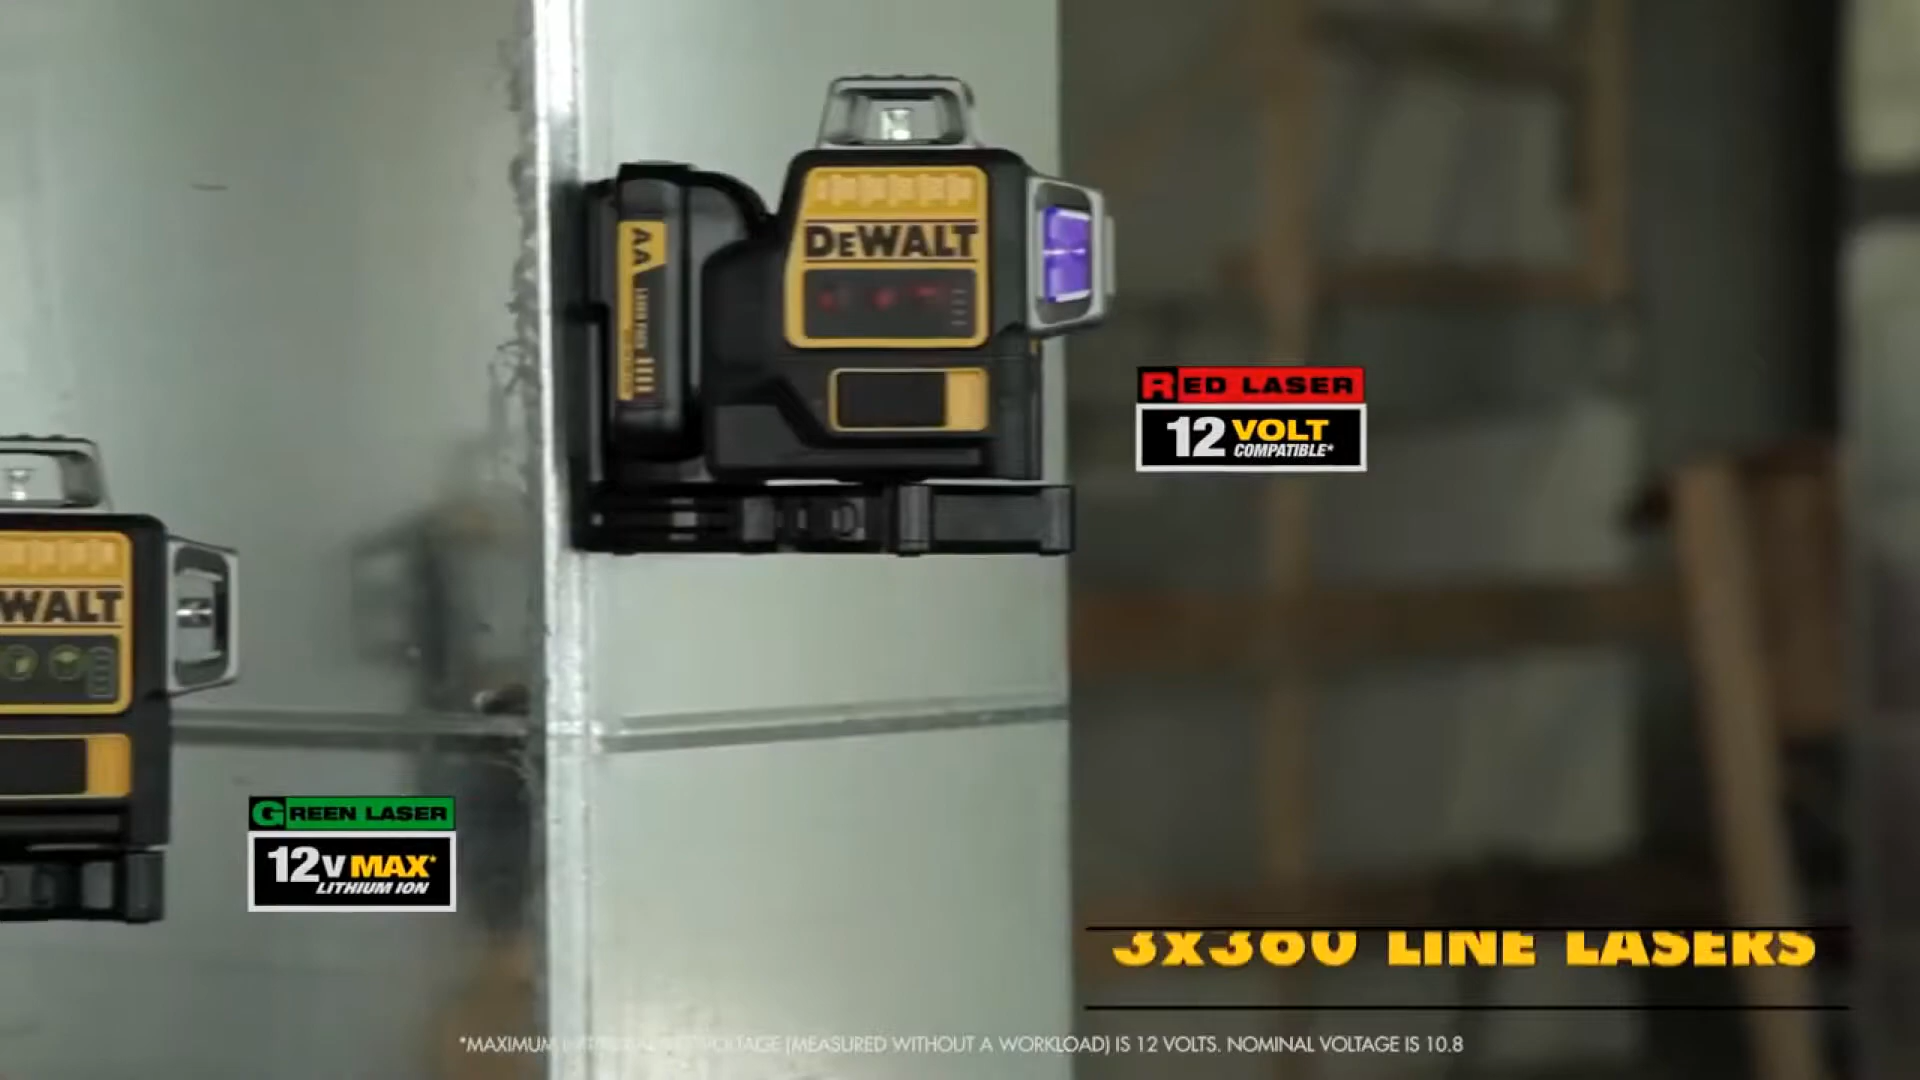 DEWALT
AA
RED LASER
12 VOLT
COMPATIBLE*
WALT
GREEN LASER
12V MAX*
LITHIUM ION
3X360 LINE LASERS
*MAXIMUM VOLTAGE (MEASURED WITHOUT A WORKLOAD) IS 12 VOLTS. NOMINAL VOLTAGE IS 10.8